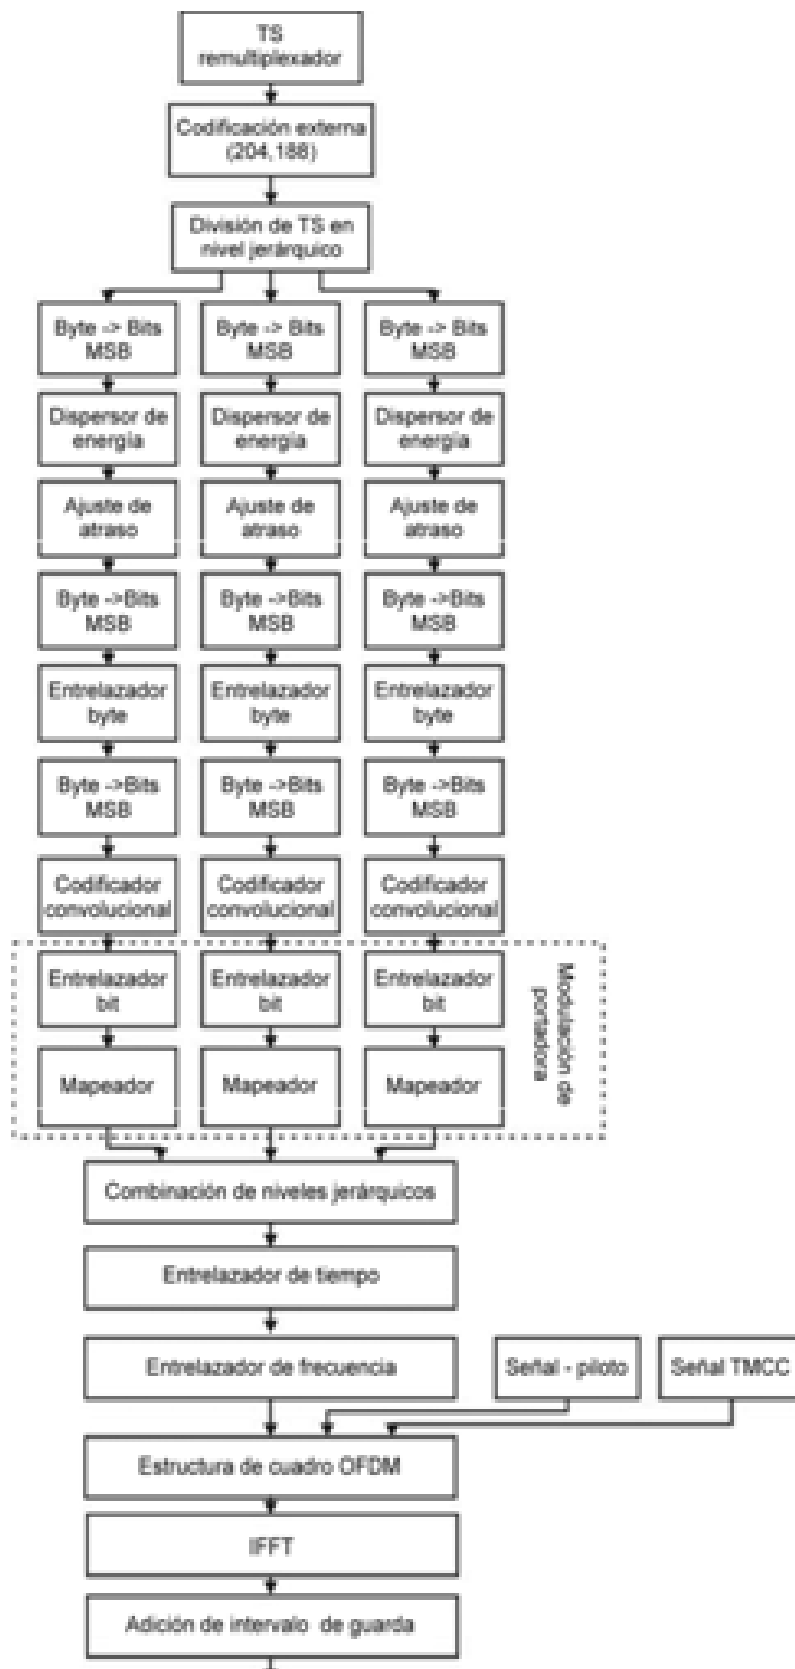 TS
remultiplexador
Codificación externa
(204,188)
División de TS en
nivel jerárquico
Byte -> Bits
MSB
Byte -> Bits
MSB
Byte -> Bits
MSB
Dispersor de
energía
Dispersor de
energía
Dispersor de
energía
Ajuste de
atraso
Ajuste de
atraso
Ajuste de
atraso
Byte ->Bits
MSB
Byte ->Bits
MSB
Byte ->Bits
MSB
Entrelazador
byte
Entrelazador
byte
Entrelazador
byte
Byte ->Bits
MSB
Byte ->Bits
MSB
Byte ->Bits
MSB
Codificador
convolucional
Codificador
convolucional
Codificador
convolucional
Entrelazador
bit
Entrelazador
bit
Entrelazador
bit
Modulación de
portadora
Mapeador
Mapeador
Mapeador
Combinación de niveles jerárquicos
Entrelazador de tiempo
Entrelazador de frecuencia
Señal - piloto
Señal TMCC
Estructura de cuadro OFDM
IFFT
Adición de intervalo de guarda